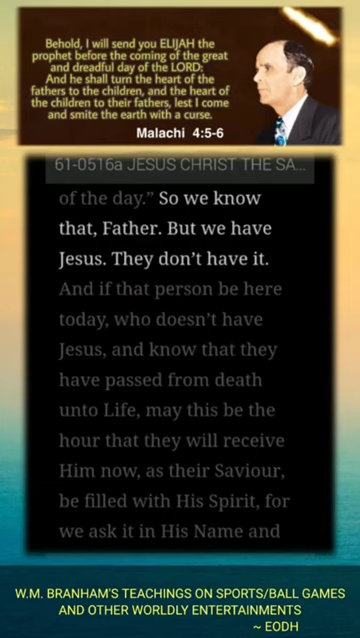 Behold, I will send you ELIJAH the
prophet before the coming of the great
and dreadful day of the LORD:
And he shall turn the heart of the
fathers to the children, and the heart of
the children to their fathers, lest I come
and smite the earth with a curse.
Malachi 4:5-6
61-0516a JESUS CHRIST THE SA...
of the day.” So we know
that, Father. But we have
Jesus. They don’t have it.
And if that person be here
today, who doesn’t have
Jesus, and know that they
have passed from death
unto Life, may this be the
hour that they will receive
Him now, as their Saviour,
be filled with His Spirit, for
we ask it in His Name and
W.M. BRANHAM'S TEACHINGS ON SPORTS/BALL GAMES
AND OTHER WORLDLY ENTERTAINMENTS
~ EODH